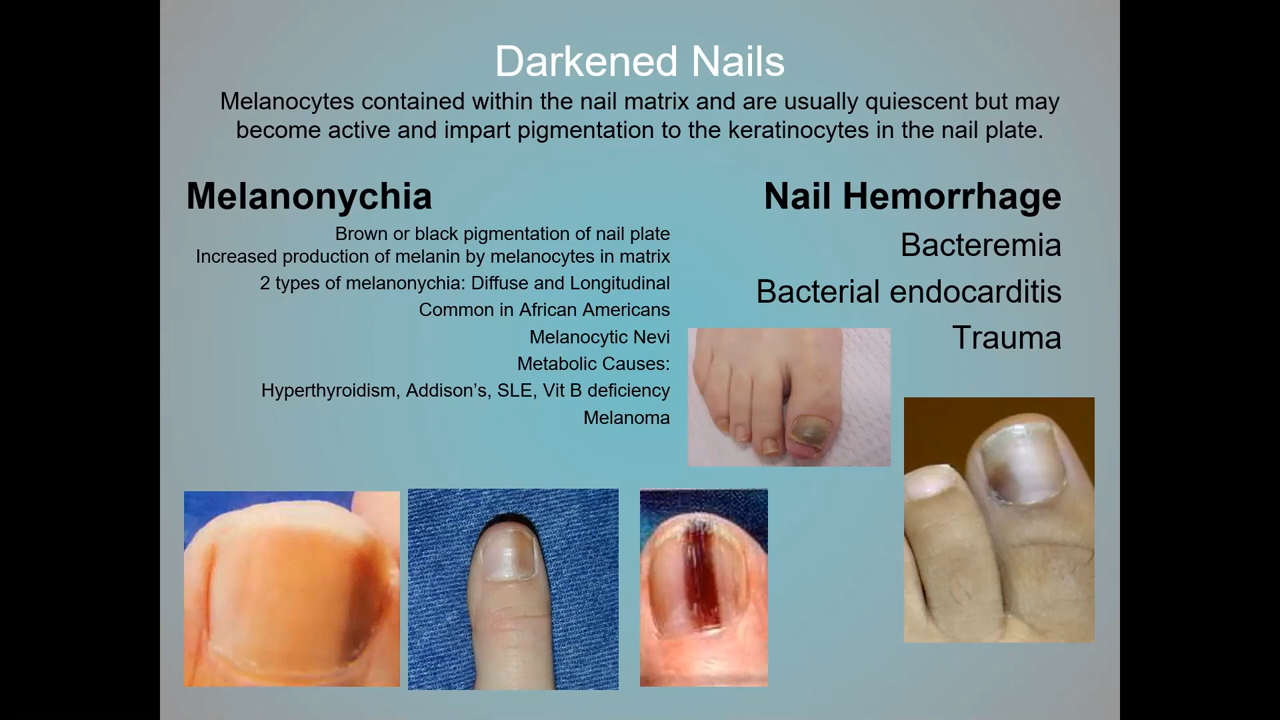 Darkened Nails
Melanocytes contained within the nail matrix and are usually quiescent but may
become active and impart pigmentation to the keratinocytes in the nail plate.
Melanonychia
Brown or black pigmentation of nail plate
Increased production of melanin by melanocytes in matrix
2 types of melanonychia: Diffuse and Longitudinal
Common in African Americans
Melanocytic Nevi
Metabolic Causes:
Hyperthyroidism, Addison’s, SLE, Vit B deficiency
Melanoma
Nail Hemorrhage
Bacteremia
Bacterial endocarditis
Trauma